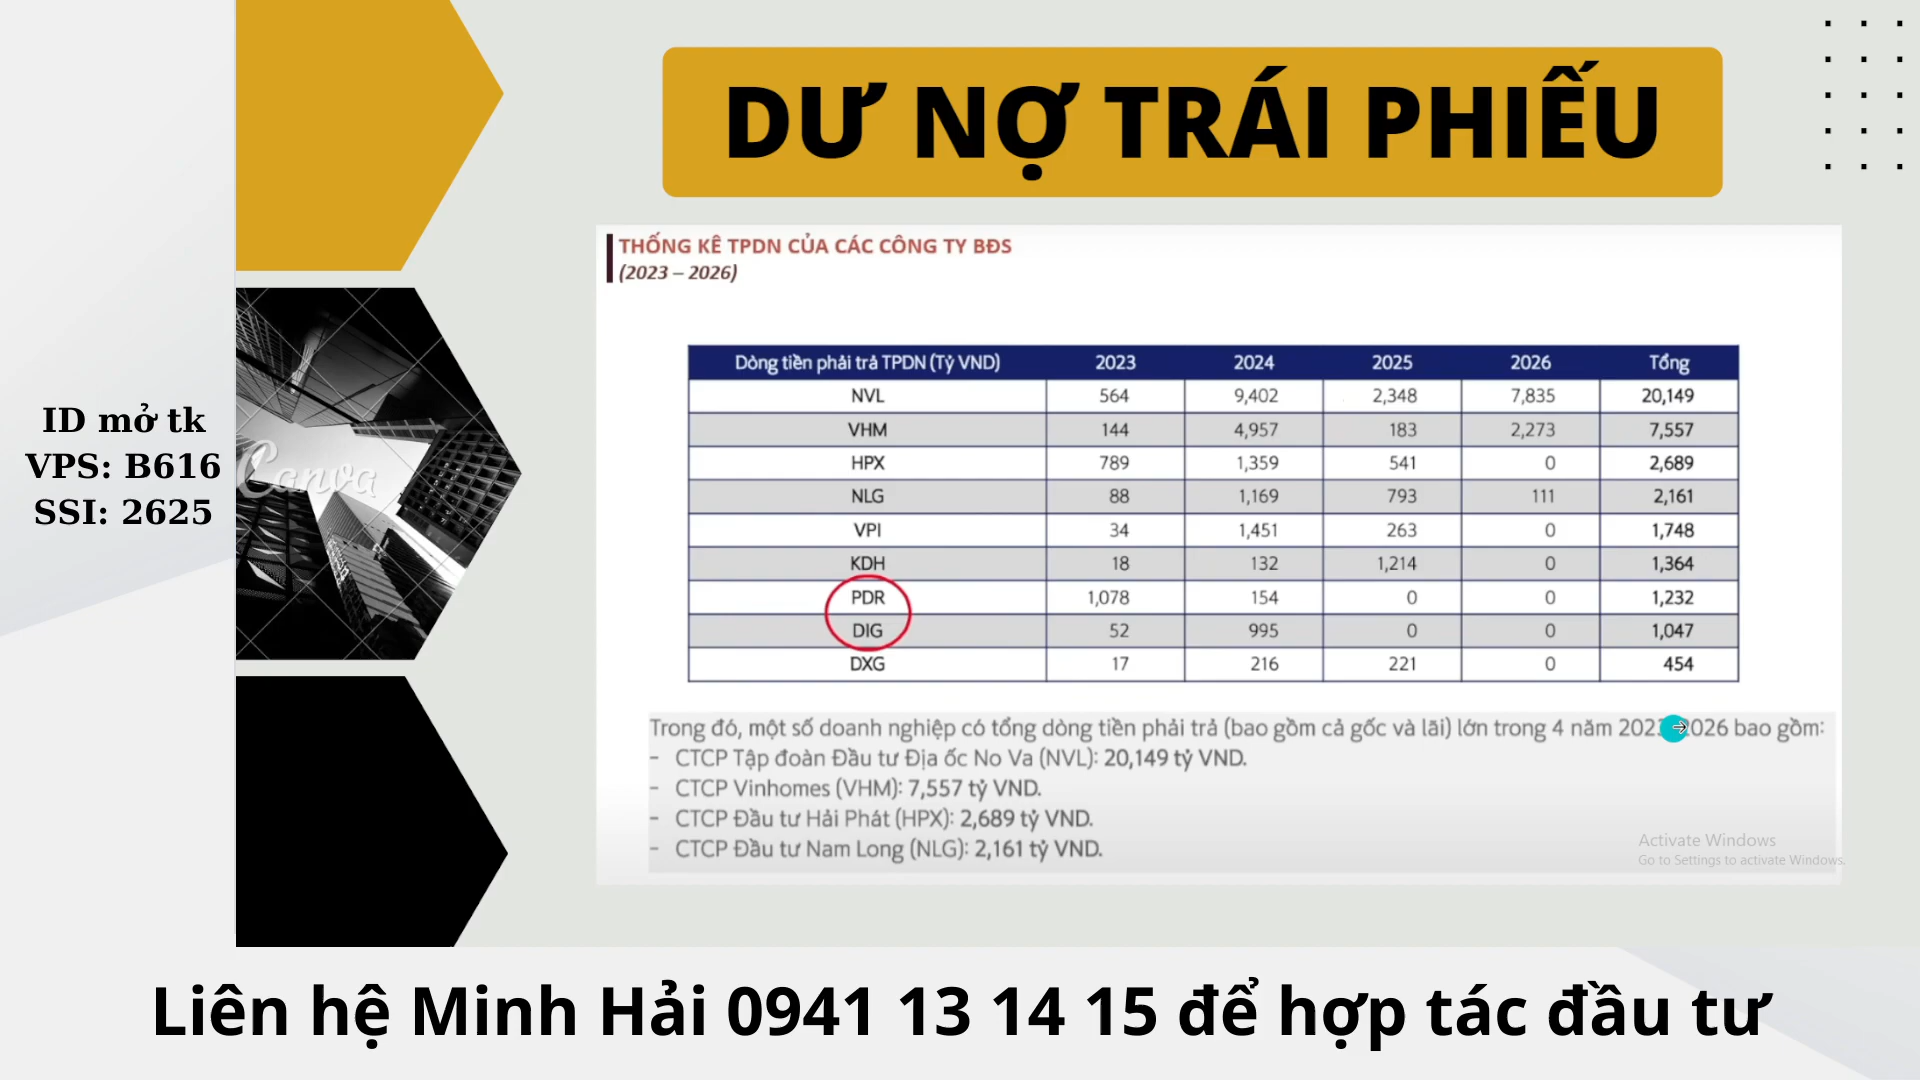 DƯ NỢ TRÁI PHIẾU
THỐNG KÊ TPDN CỦA CÁC CÔNG TY BĐS
(2023 – 2026)
Dòng tiền phải trả TPDN (Tỷ VND) 2023 2024 2025 2026 Tổng
NVL 564 9,402 2,348 7,835 20,149
VHM 144 4,957 183 2,273 7,557
HPX 789 1,359 541 0 2,689
NLG 88 1,169 793 111 2,161
VPI 34 1,451 263 0 1,748
KDH 18 132 1,214 0 1,364
PDR 1,078 154 0 0 1,232
DIG 52 995 0 0 1,047
DXG 17 216 221 0 454
Trong đó, một số doanh nghiệp có tổng dòng tiền phải trả (bao gồm cả gốc và lãi) lớn trong 4 năm bao gồm:
- CTCP Tập đoàn Đầu tư Địa ốc No Va (NVL): 20,149 tỷ VND.
- CTCP Vinhomes (VHM): 7,557 tỷ VND.
- CTCP Đầu tư Hải Phát (HPX): 2,689 tỷ VND.
- CTCP Đầu tư Nam Long (NLG): 2,161 tỷ VND.
Activate Windows
Go to Settings to activate Windows.
ID mở tk
VPS: B616
SSI: 2625
Canva
Liên hệ Minh Hải 0941 13 14 15 để hợp tác đầu tư